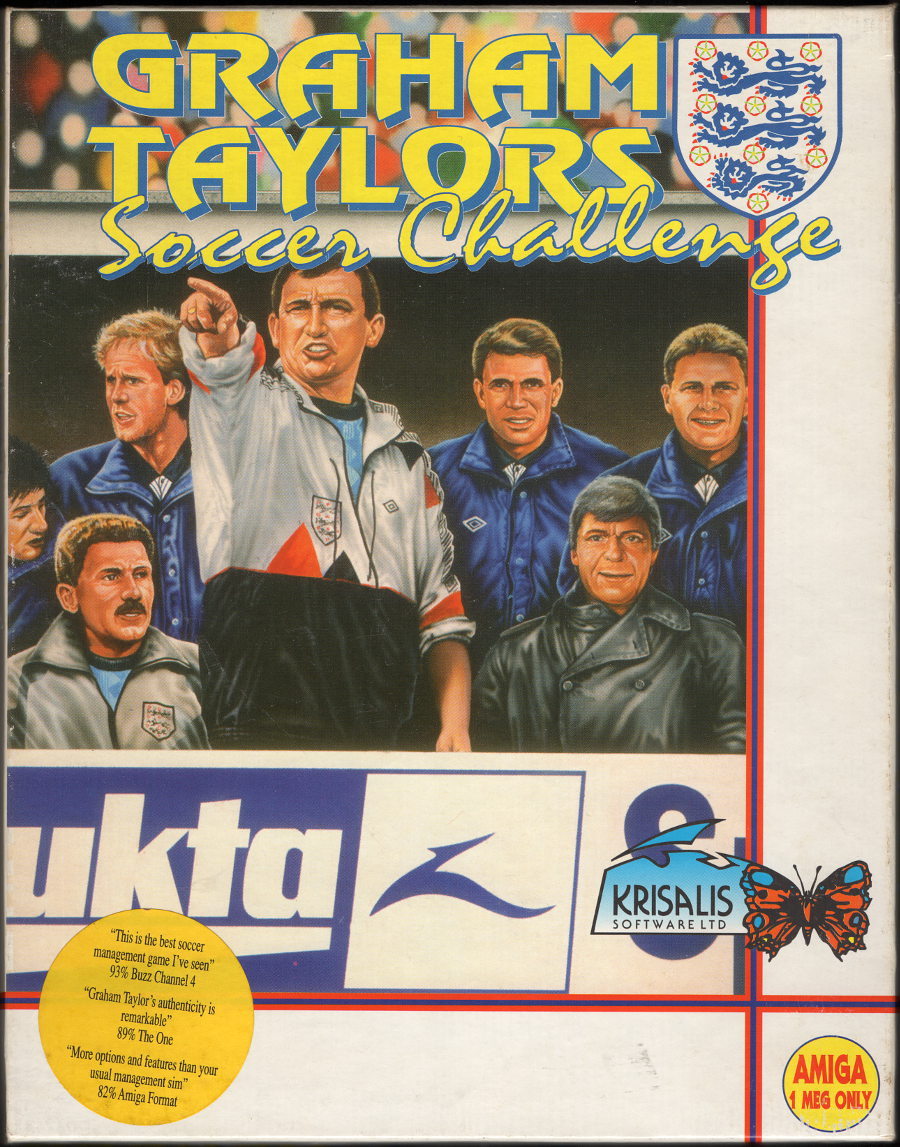 GRAHAM
TAYLORS
Soccer Challenge
ukta
&
KRISALIS
SOFTWARE LTD
"This is the best soccer
management game I've seen"
93% Buzz Channel 4
"Graham Taylor's authenticity is
remarkable"
89% The One
"More options and features than your
usual management sim"
82% Amiga Format
AMIGA
1 MEG ONLY